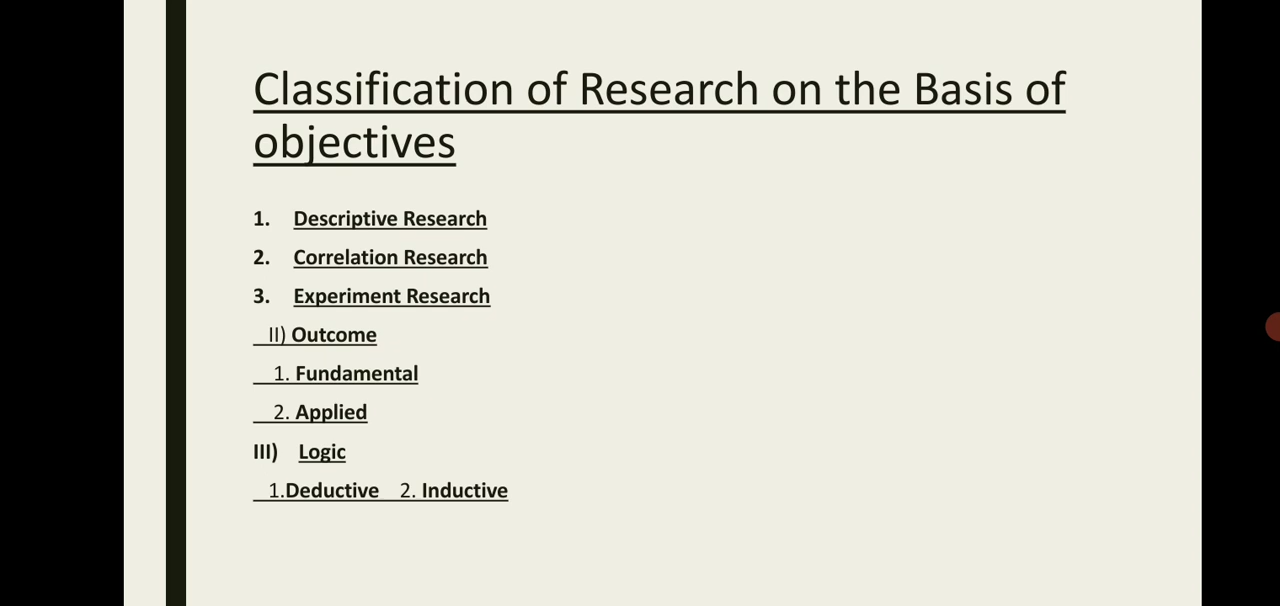 Classification of Research on the Basis of
objectives
1. Descriptive Research
2. Correlation Research
3. Experiment Research
II) Outcome
1. Fundamental
2. Applied
III) Logic
1.Deductive 2. Inductive